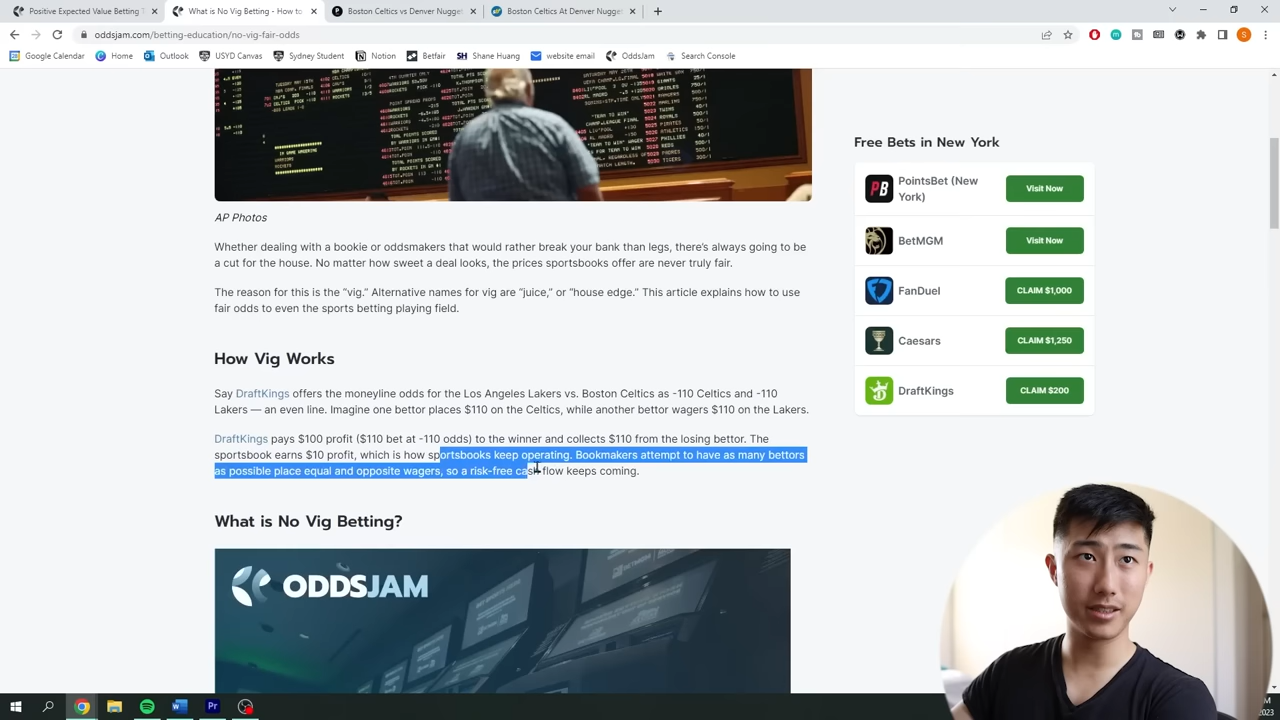 Positive Expected Value Betting T
What is No Vig Betting - How to
Boston Celtics vs Denver Nugget
Boston Celtics At Denver Nugget
oddsjam.com/betting-education/no-vig-fair-odds
S
Google Calendar
Home
Outlook
USYD Canvas
Sydney Student
Notion
Betfair
SH Shane Huang
website email
OddsJam
Search Console
AP Photos
Whether dealing with a bokie or oddsmakers that would rather break your bank than legs, there's always going to be
a cut for the house. No matter how sweet a deal looks, the prices sportsbooks offer are never truly fair.
The reason for this is the "vig." Alternative names for vig are "juice," or "house edge." This article explains how to use
fair odds to even the sports betting playing field.
How Vig Works
Say DraftKings offers the moneyline odds for the Los Angeles Lakers vs. Boston Celtics as -110 Celtics and -110
Lakers — an even line. Imagine one bettor places $110 on the Celtics, while another bettor wagers $110 on the Lakers.
DraftKings pays $100 profit ($110 bet at -110 odds) to the winner and collects $110 from the losing bettor. The
sportsbook earns $10 profit, which is how sportsbooks keep operating. Bookmakers attempt to have as many bettors
as possible place equal and opposite wagers, so a risk-free cash flow keeps coming.
What is No Vig Betting?
ODDSJAM
Free Bets in New York
PB
PointsBet (New
York)
Visit Now
BetMGM
Visit Now
FanDuel
CLAIM $1,000
Caesars
CLAIM $1,250
DraftKings
CLAIM $200